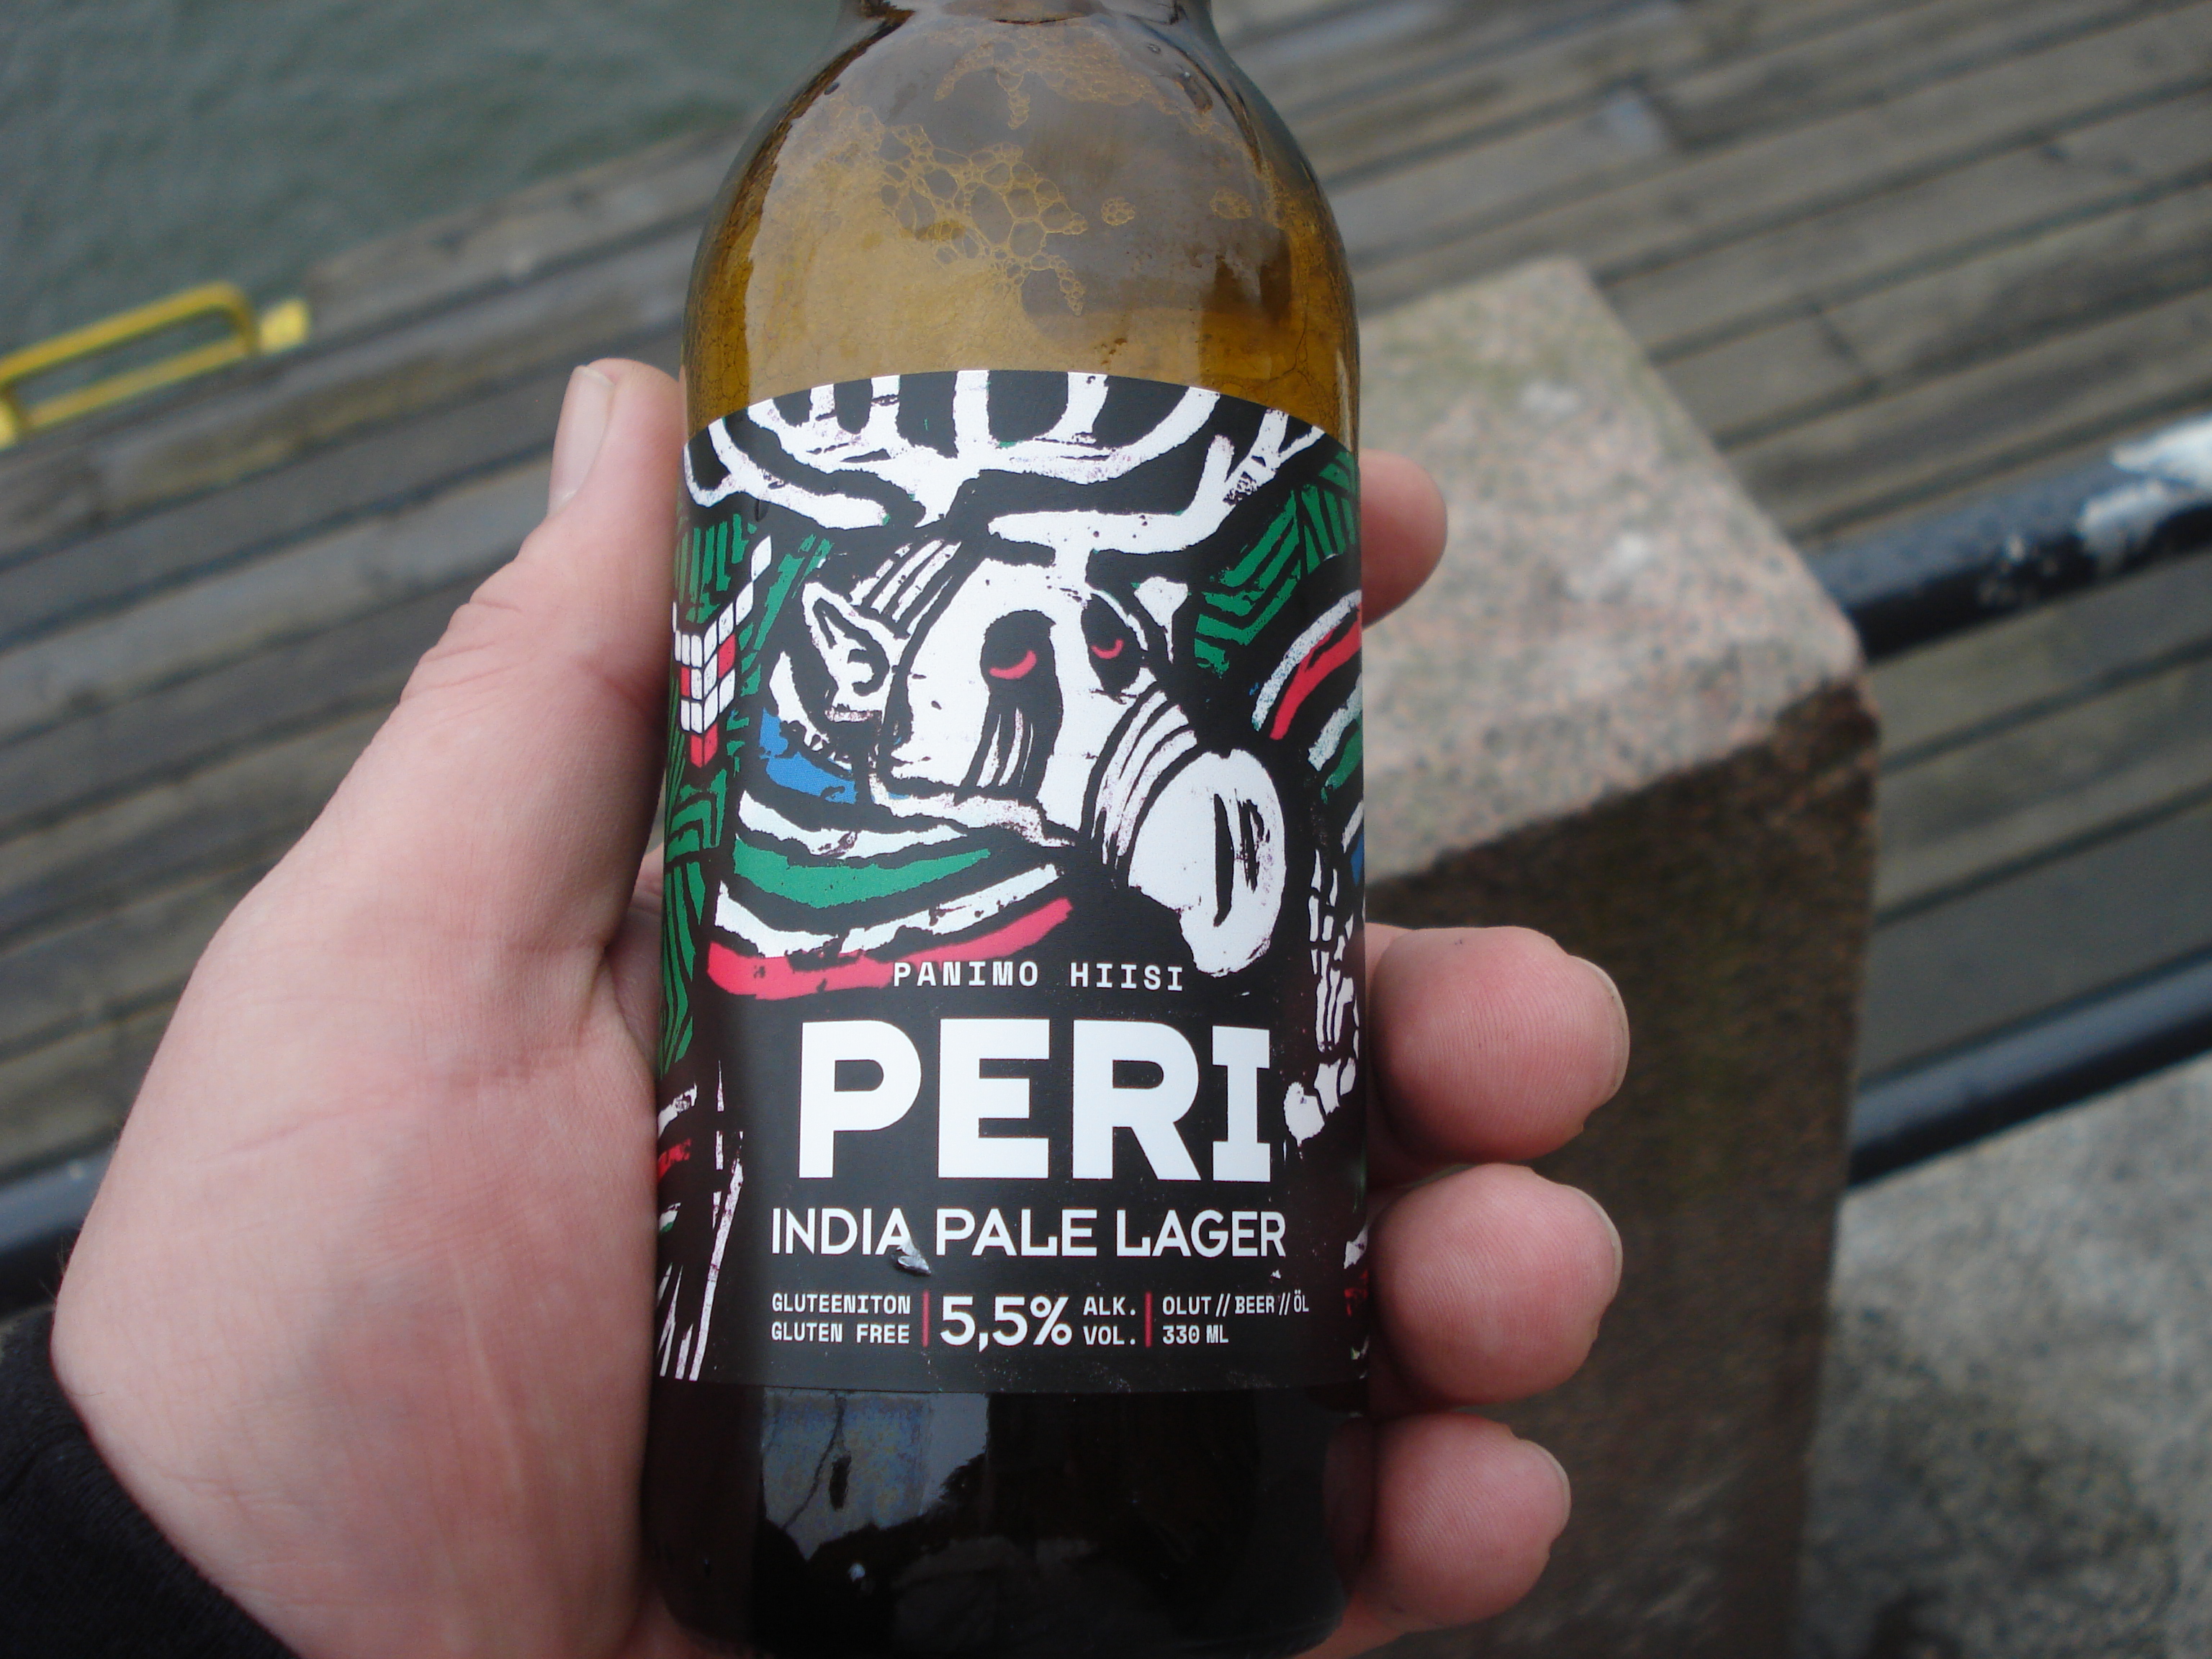 PANIMO HIISI
PERI
INDIA PALE LAGER
GLUTEENITON
GLUTEN FREE
5,5%
ALK.
VOL.
OLUT // BEER // ÖL
330 ML